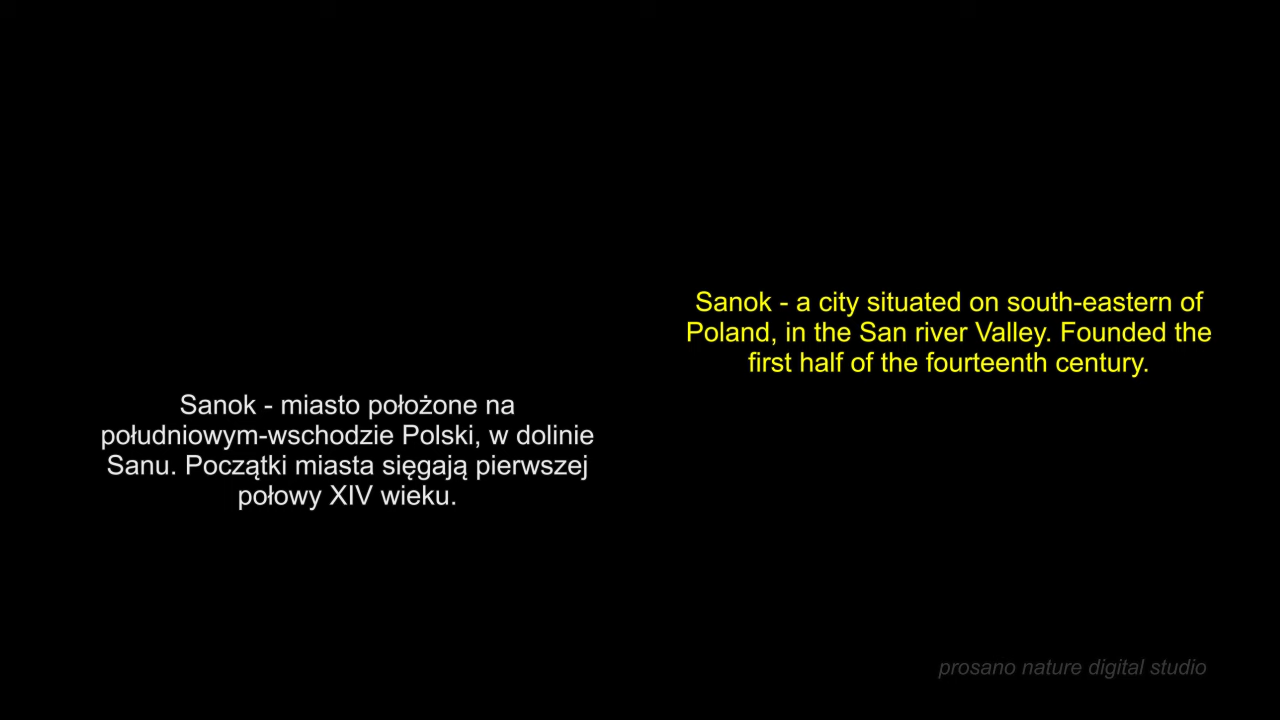 Sanok - a city situated on south-eastern of
Poland, in the San river Valley. Founded the
first half of the fourteenth century.
Sanok - miasto położone na
południowym-wschodzie Polski, w dolinie
Sanu. Początki miasta sięgają pierwszej
połowy XIV wieku.
prosano nature digital studio